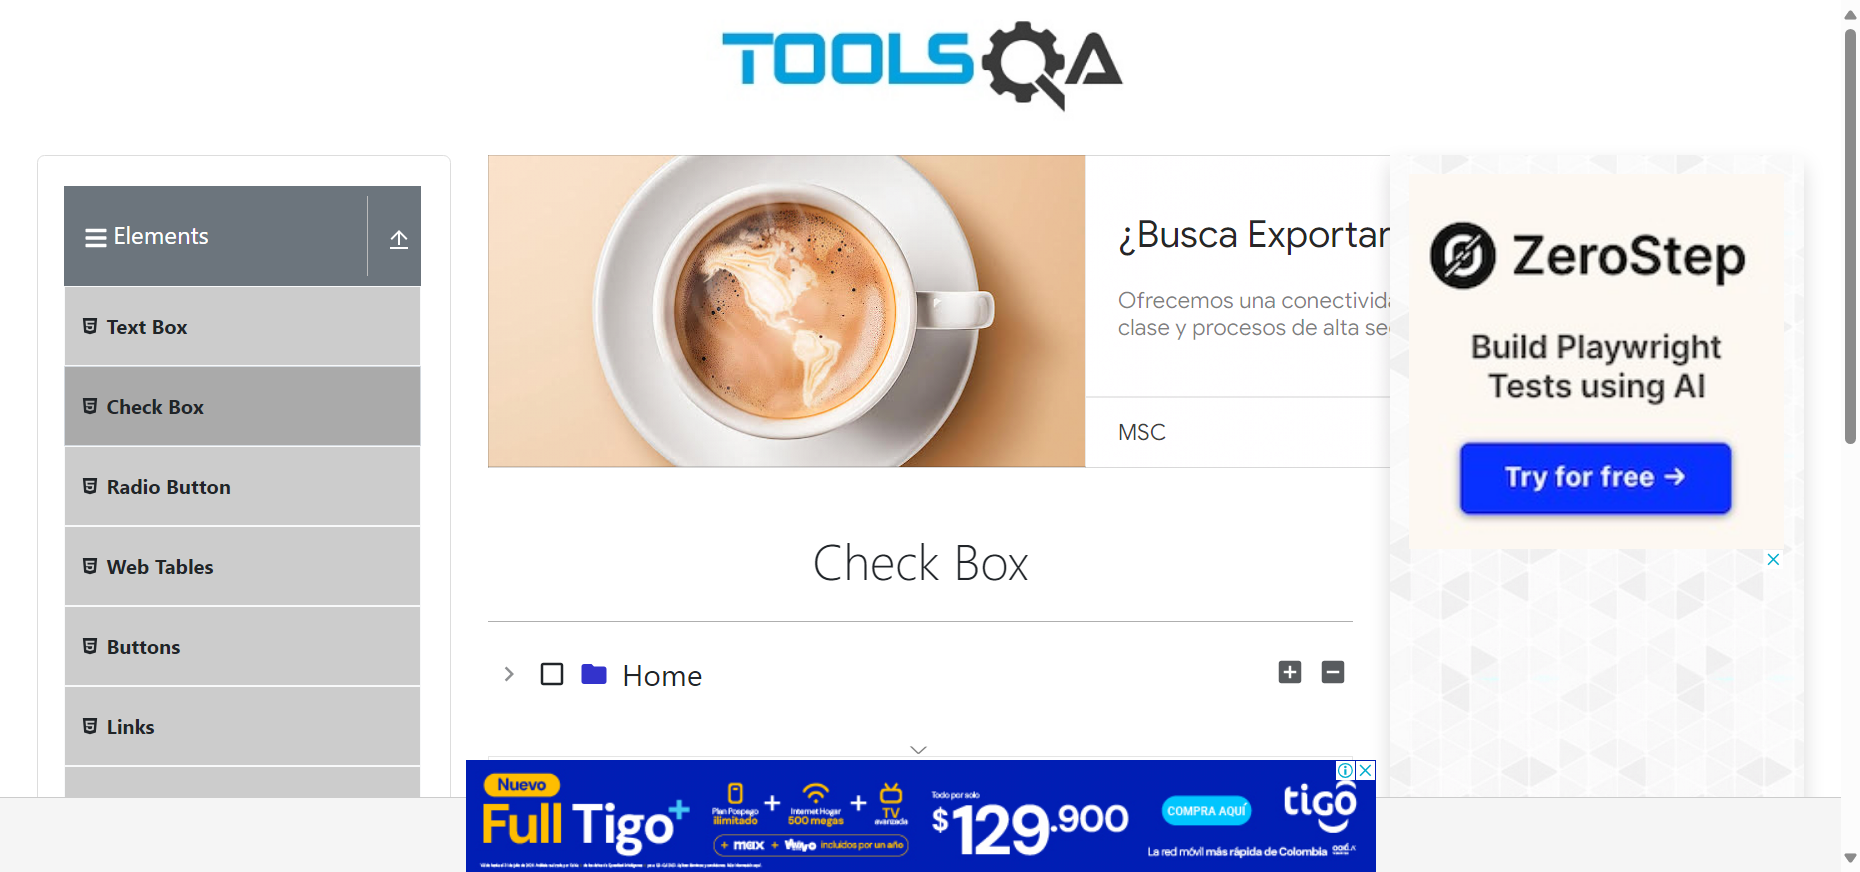 TOOLSQA
Elements
Text Box
Check Box
Radio Button
Web Tables
Buttons
Links
¿Busca Exportar
Ofrecemos una conectivida
clase y procesos de alta se
MSC
ZeroStep
Build Playwright
Tests using AI
Try for free →
Check Box
Home
Nuevo
Full Tigo+
Plan Pospago
ilimitado
+
Internet Hogar
500 megas
+
TV
avanzada
+ max + Vivvo incluidos por un año
Todo por solo
$129.900
COMPRA AQUÍ
tigo
La red móvil más rápida de Colombia